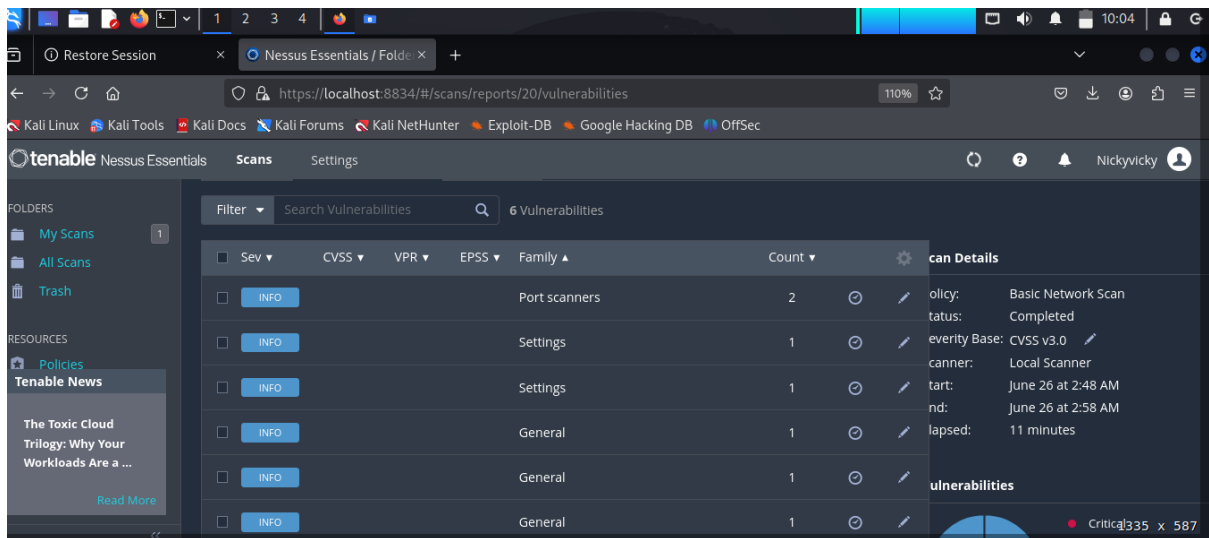 1 2 3 4 10:04
Restore Session × Nessus Essentials / Folde × +
https://localhost:8834/#/scans/reports/20/vulnerabilities 110%
Kali Linux Kali Tools Kali Docs Kali Forums Kali NetHunter Exploit-DB Google Hacking DB OffSec
tenable Nessus Essentials Scans Settings Nickyvicky
FOLDERS
My Scans 1
All Scans
Trash
RESOURCES
Policies
Tenable News
The Toxic Cloud
Trilogy: Why Your
Workloads Are a ...
Read More
Filter Search Vulnerabilities 6 Vulnerabilities
Sev CVSS VPR EPSS Family Count
INFO Port scanners 2
INFO Settings 1
INFO Settings 1
INFO General 1
INFO General 1
INFO General 1
can Details
olicy: Basic Network Scan
tatus: Completed
everity Base: CVSS v3.0
canner: Local Scanner
tart: June 26 at 2:48 AM
nd: June 26 at 2:58 AM
lapsed: 11 minutes
ulnerabilities
Critical
1335 x 587